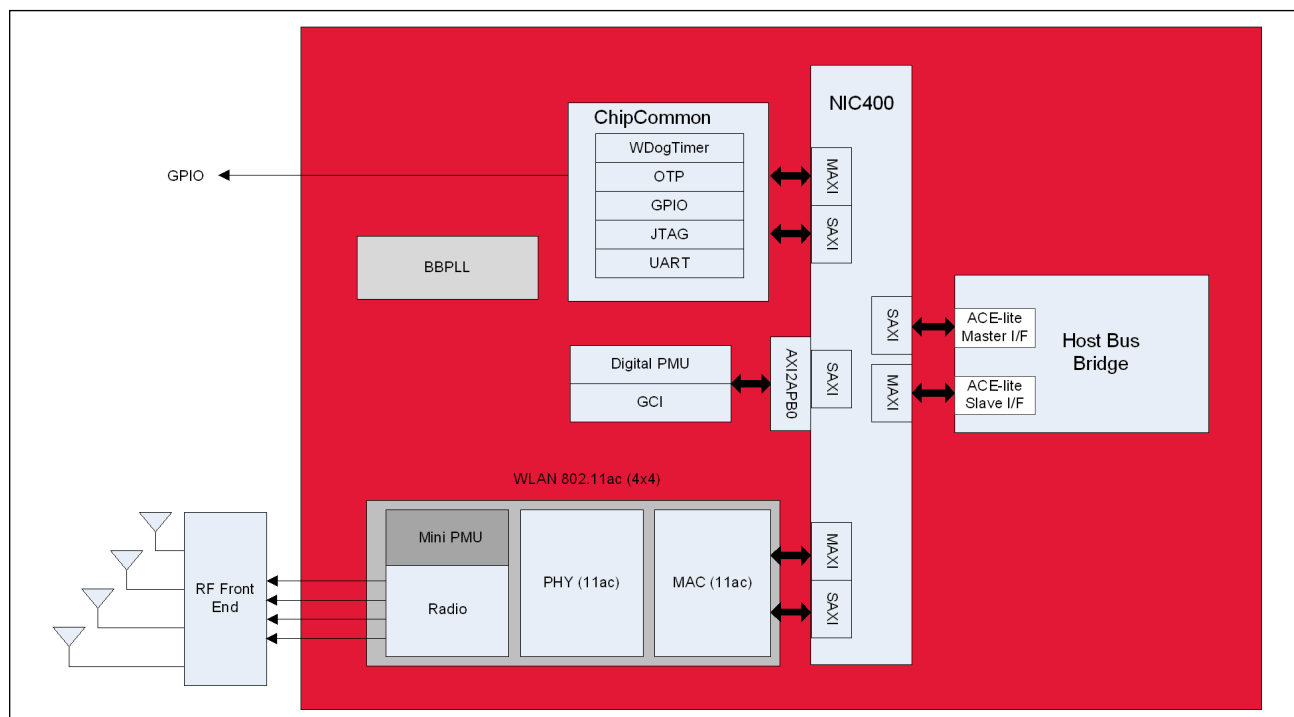 NIC400
ChipCommon
WDogTimer
OTP
GPIO
JTAG
UART
GPIO
MAXI
SAXI
BBPLL
SAXI
MAXI
ACE-lite
Master I/F
ACE-lite
Slave I/F
Host Bus
Bridge
Digital PMU
GCI
AXI2APB0
SAXI
WLAN 802.11ac (4x4)
Mini PMU
Radio
PHY (11ac)
MAC (11ac)
MAXI
SAXI
RF Front
End